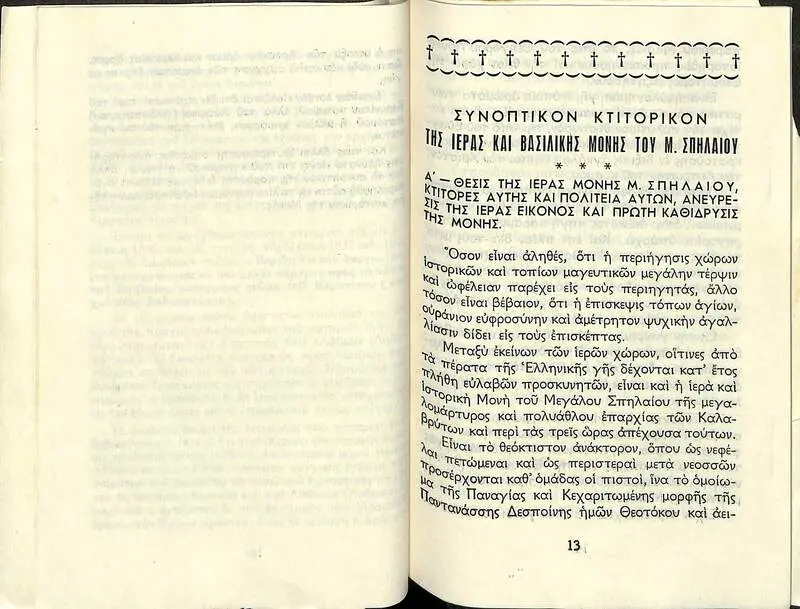 ΣΥΝΟΠΤΙΚΟΝ ΚΤΙΤΟΡΙΚΟΝ
ΤΗΣ ΙΕΡΑΣ ΚΑΙ ΒΑΣΙΛΙΚΗΣ ΜΟΝΗΣ ΤΟΥ Μ. ΣΠΗΛΑΙΟΥ
* * *
Α΄ — ΘΕΣΙΣ ΤΗΣ ΙΕΡΑΣ ΜΟΝΗΣ Μ. ΣΠΗΛΑΙΟΥ,
ΚΤΙΤΟΡΕΣ ΑΥΤΗΣ ΚΑΙ ΠΟΛΙΤΕΙΑ ΑΥΤΩΝ, ΑΝΕΥΡΕ-
ΣΙΣ ΤΗΣ ΙΕΡΑΣ ΕΙΚΟΝΟΣ ΚΑΙ ΠΡΩΤΗ ΚΑΘΙΔΡΥΣΙΣ
ΤΗΣ ΜΟΝΗΣ.
Ὅσον εἶναι ἀληθές, ὅτι ἡ περιήγησις χώρων
ἱστορικῶν καὶ τοπίων μαγευτικῶν μεγάλην τέρψιν
καὶ ὠφέλειαν παρέχει εἰς τοὺς περιηγητάς, ἄλλο
τόσον εἶναι βέβαιον, ὅτι ἡ ἐπίσκεψις τόπων ἁγίων,
οὐράνιον εὐφροσύνην καὶ ἀμέτρητον ψυχικὴν ἀγαλ-
λίασιν δίδει εἰς τοὺς ἐπισκέπτας.
Μεταξὺ ἐκείνων τῶν ἱερῶν χώρων, οἵτινες ἀπὸ
τὰ πέρατα τῆς Ἑλληνικῆς γῆς δέχονται κατ' ἔτος
πλήθη εὐλαβῶν προσκυνητῶν, εἶναι καὶ ἡ ἱερὰ καὶ
ἱστορικὴ Μονὴ τοῦ Μεγάλου Σπηλαίου τῆς μεγα-
λομάρτυρος καὶ πολυάθλου ἐπαρχίας τῶν Καλα-
βρύτων καὶ περὶ τὰς τρεῖς ὥρας ἀπέχουσα τούτων.
Εἶναι τὸ θεόκτιστον ἀνάκτορον, ὅπου ὡς νεφέ-
λαι πετώμεναι καὶ ὡς περιστεραὶ μετὰ νεοσσῶν
προσέρχονται καθ' ὁμάδας οἱ πιστοί, ἵνα τὸ ὁμοίω-
μα τῆς Παναγίας καὶ Κεχαριτωμένης μορφῆς τῆς
Παντανάσσης Δεσποίνης ἡμῶν Θεοτόκου καὶ ἀει-
13